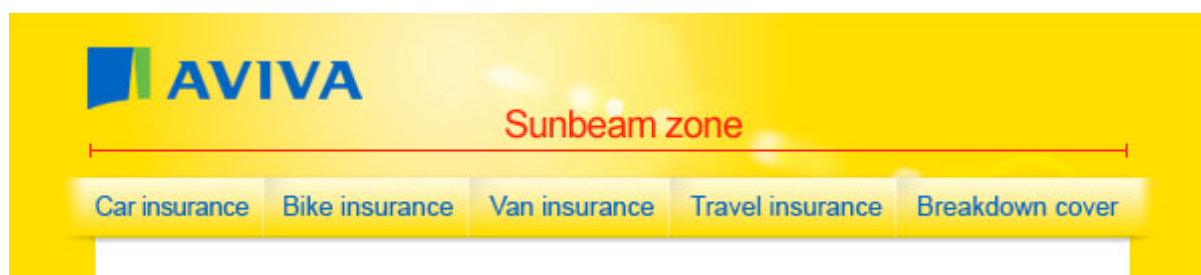 AVIVA
Sunbeam zone
Car insurance Bike insurance Van insurance Travel insurance Breakdown cover